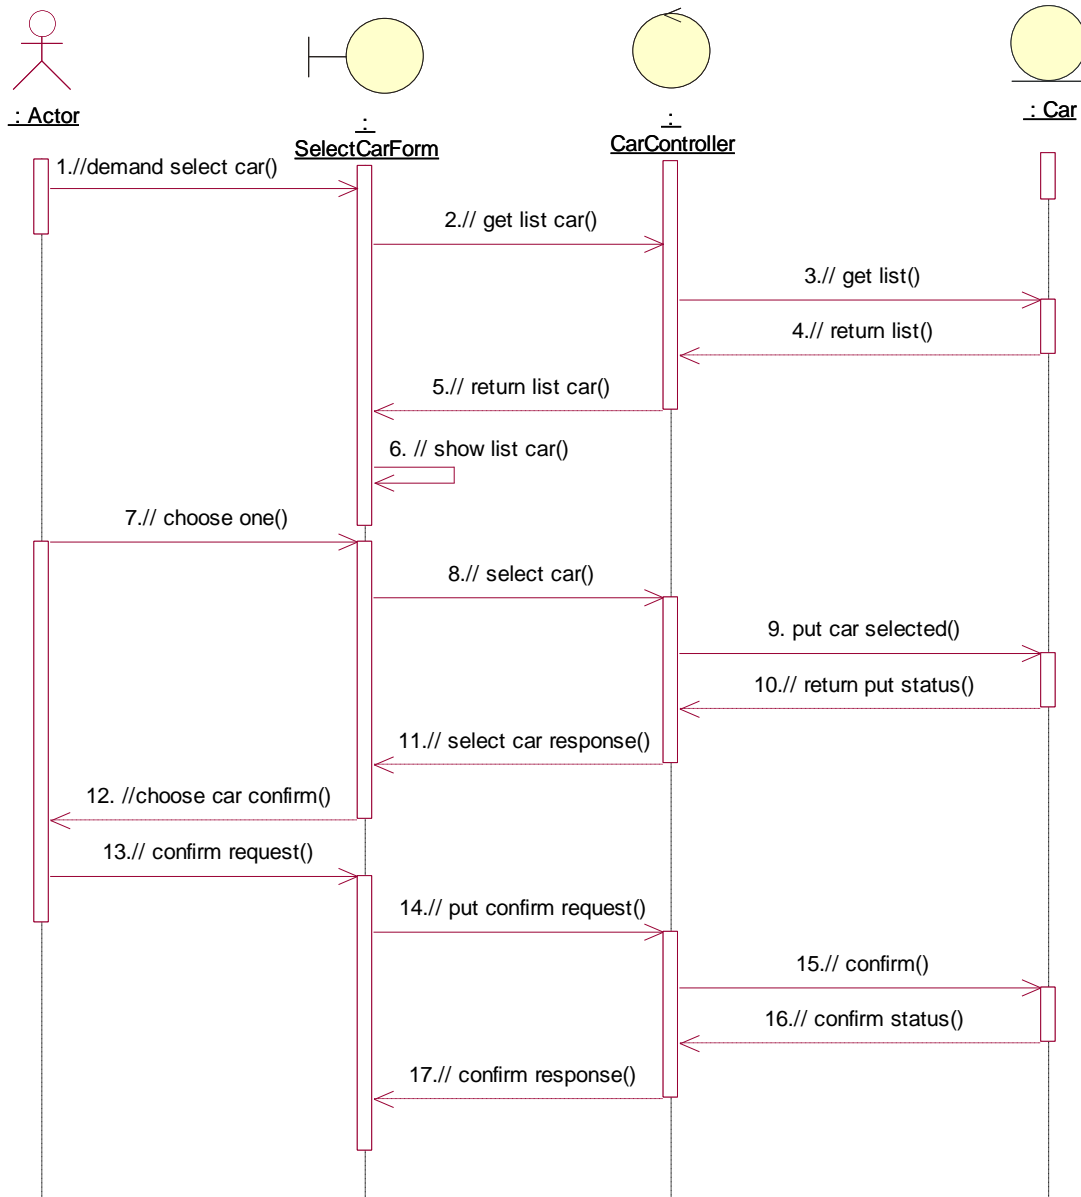 : Actor
:
SelectCarForm
:
CarController
: Car
1.//demand select car()
2.// get list car()
3.// get list()
4.// return list()
5.// return list car()
6. // show list car()
7.// choose one()
8.// select car()
9. put car selected()
10.// return put status()
11.// select car response()
12. //choose car confirm()
13.// confirm request()
14.// put confirm request()
15.// confirm()
16.// confirm status()
17.// confirm response()